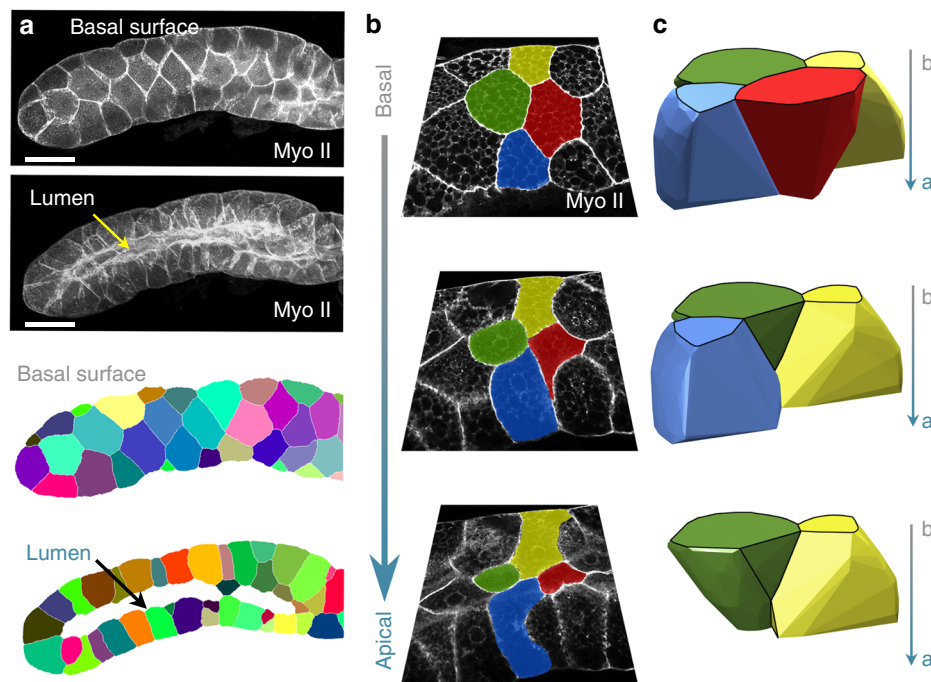 a
Basal surface
Myo II
Lumen
Myo II
Basal surface
Lumen
b
Basal
Apical
Myo II
c
b
a
b
a
b
a